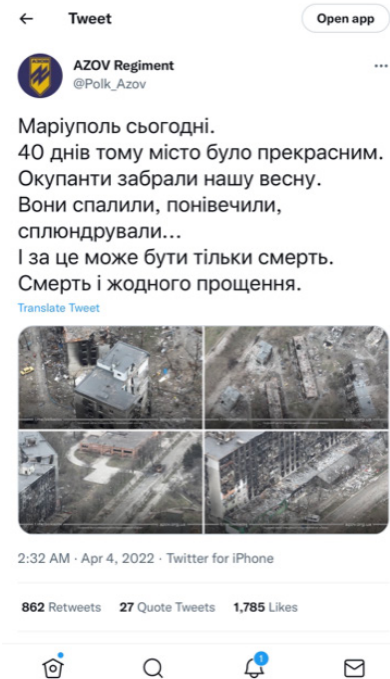 Tweet
Open app
AZOV Regiment
@Polk_Azov
Маріуполь сьогодні.
40 днів тому місто було прекрасним.
Окупанти забрали нашу весну.
Вони спалили, понівечили,
сплюндрували...
І за це може бути тільки смерть.
Смерть і жодного прощення.
Translate Tweet
2:32 AM · Apr 4, 2022 · Twitter for iPhone
862 Retweets 27 Quote Tweets 1,785 Likes
1